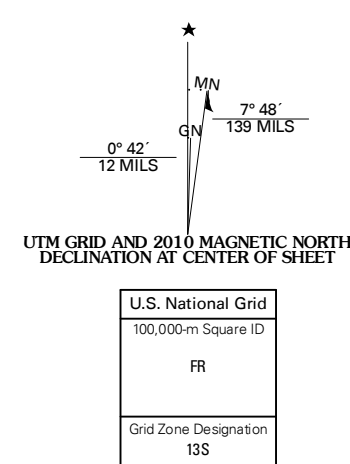 ★
MN
7° 48´
139 MILS
GN
0° 42´
12 MILS
UTM GRID AND 2010 MAGNETIC NORTH
DECLINATION AT CENTER OF SHEET
U.S. National Grid
100,000-m Square ID
FR
Grid Zone Designation
13S